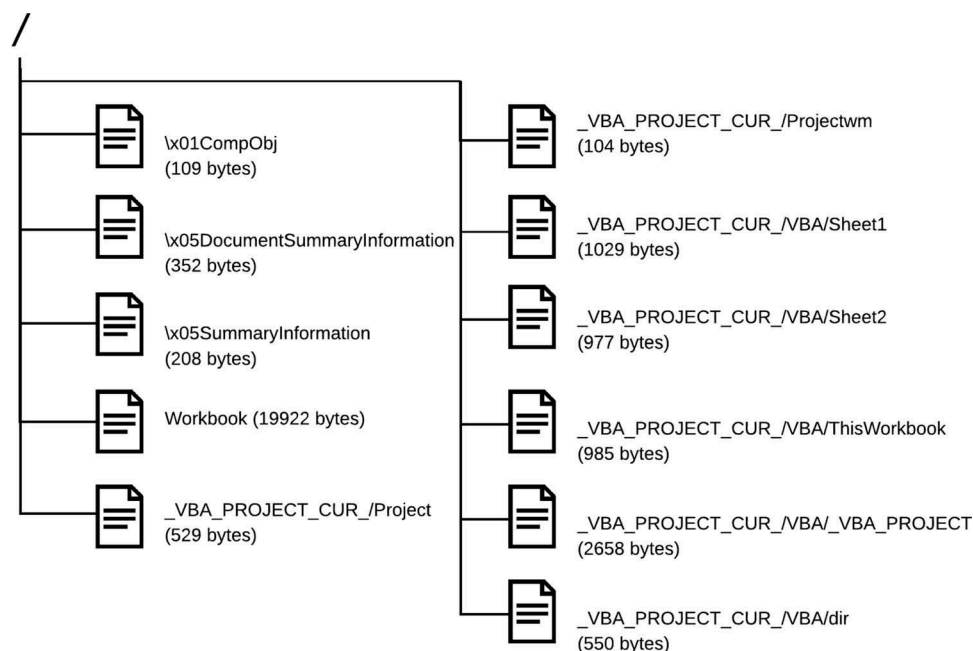 /
\x01CompObj
(109 bytes)
\x05DocumentSummaryInformation
(352 bytes)
\x05SummaryInformation
(208 bytes)
Workbook (19922 bytes)
_VBA_PROJECT_CUR_/Project
(529 bytes)
_VBA_PROJECT_CUR_/Projectwm
(104 bytes)
_VBA_PROJECT_CUR_/VBA/Sheet1
(1029 bytes)
_VBA_PROJECT_CUR_/VBA/Sheet2
(977 bytes)
_VBA_PROJECT_CUR_/VBA/ThisWorkbook
(985 bytes)
_VBA_PROJECT_CUR_/VBA/_VBA_PROJECT
(2658 bytes)
_VBA_PROJECT_CUR_/VBA/dir
(550 bytes)